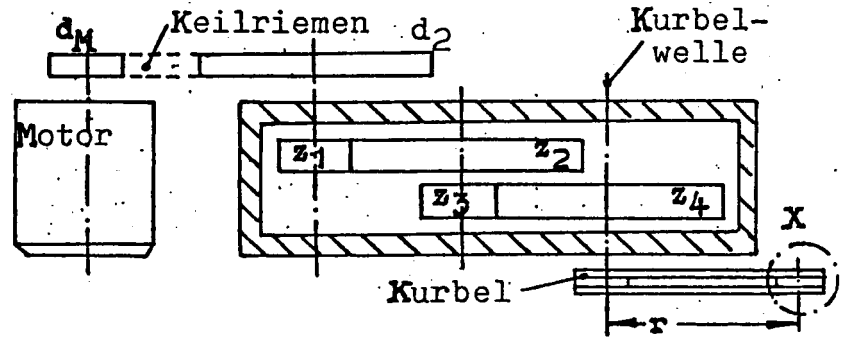 d_M
Keilriemen
d_2
Kurbel-
welle
Motor
z_1
z_2
z_3
z_4
X
Kurbel
r